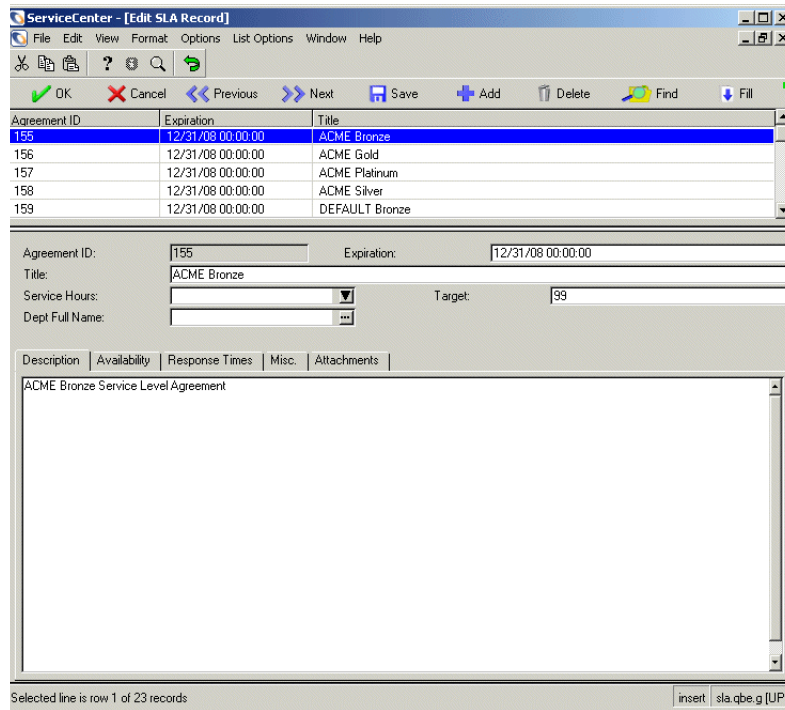 ServiceCenter - [Edit SLA Record]
File Edit View Format Options List Options Window Help
OK Cancel Previous Next Save Add Delete Find Fill
Agreement ID Expiration Title
155 12/31/08 00:00:00 ACME Bronze
156 12/31/08 00:00:00 ACME Gold
157 12/31/08 00:00:00 ACME Platinum
158 12/31/08 00:00:00 ACME Silver
159 12/31/08 00:00:00 DEFAULT Bronze
Agreement ID: 155 Expiration: 12/31/08 00:00:00
Title: ACME Bronze
Service Hours: Target: 99
Dept Full Name:
Description Availability Response Times Misc. Attachments
ACME Bronze Service Level Agreement
Selected line is row 1 of 23 records insert sla.qbe.g [UP